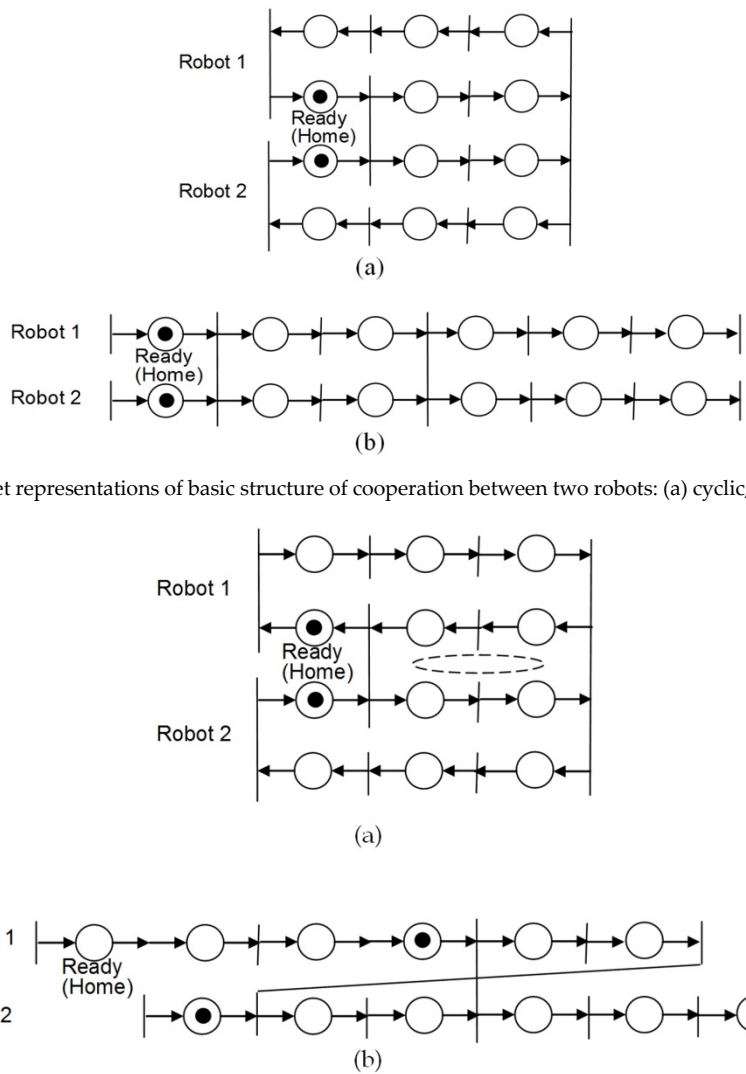 Robot 1
Ready
(Home)
Robot 2
(a)
Robot 1
Ready
(Home)
Robot 2
(b)
et representations of basic structure of cooperation between two robots: (a) cyclic,
Robot 1
Ready
(Home)
Robot 2
(a)
1
Ready
(Home)
2
(b)